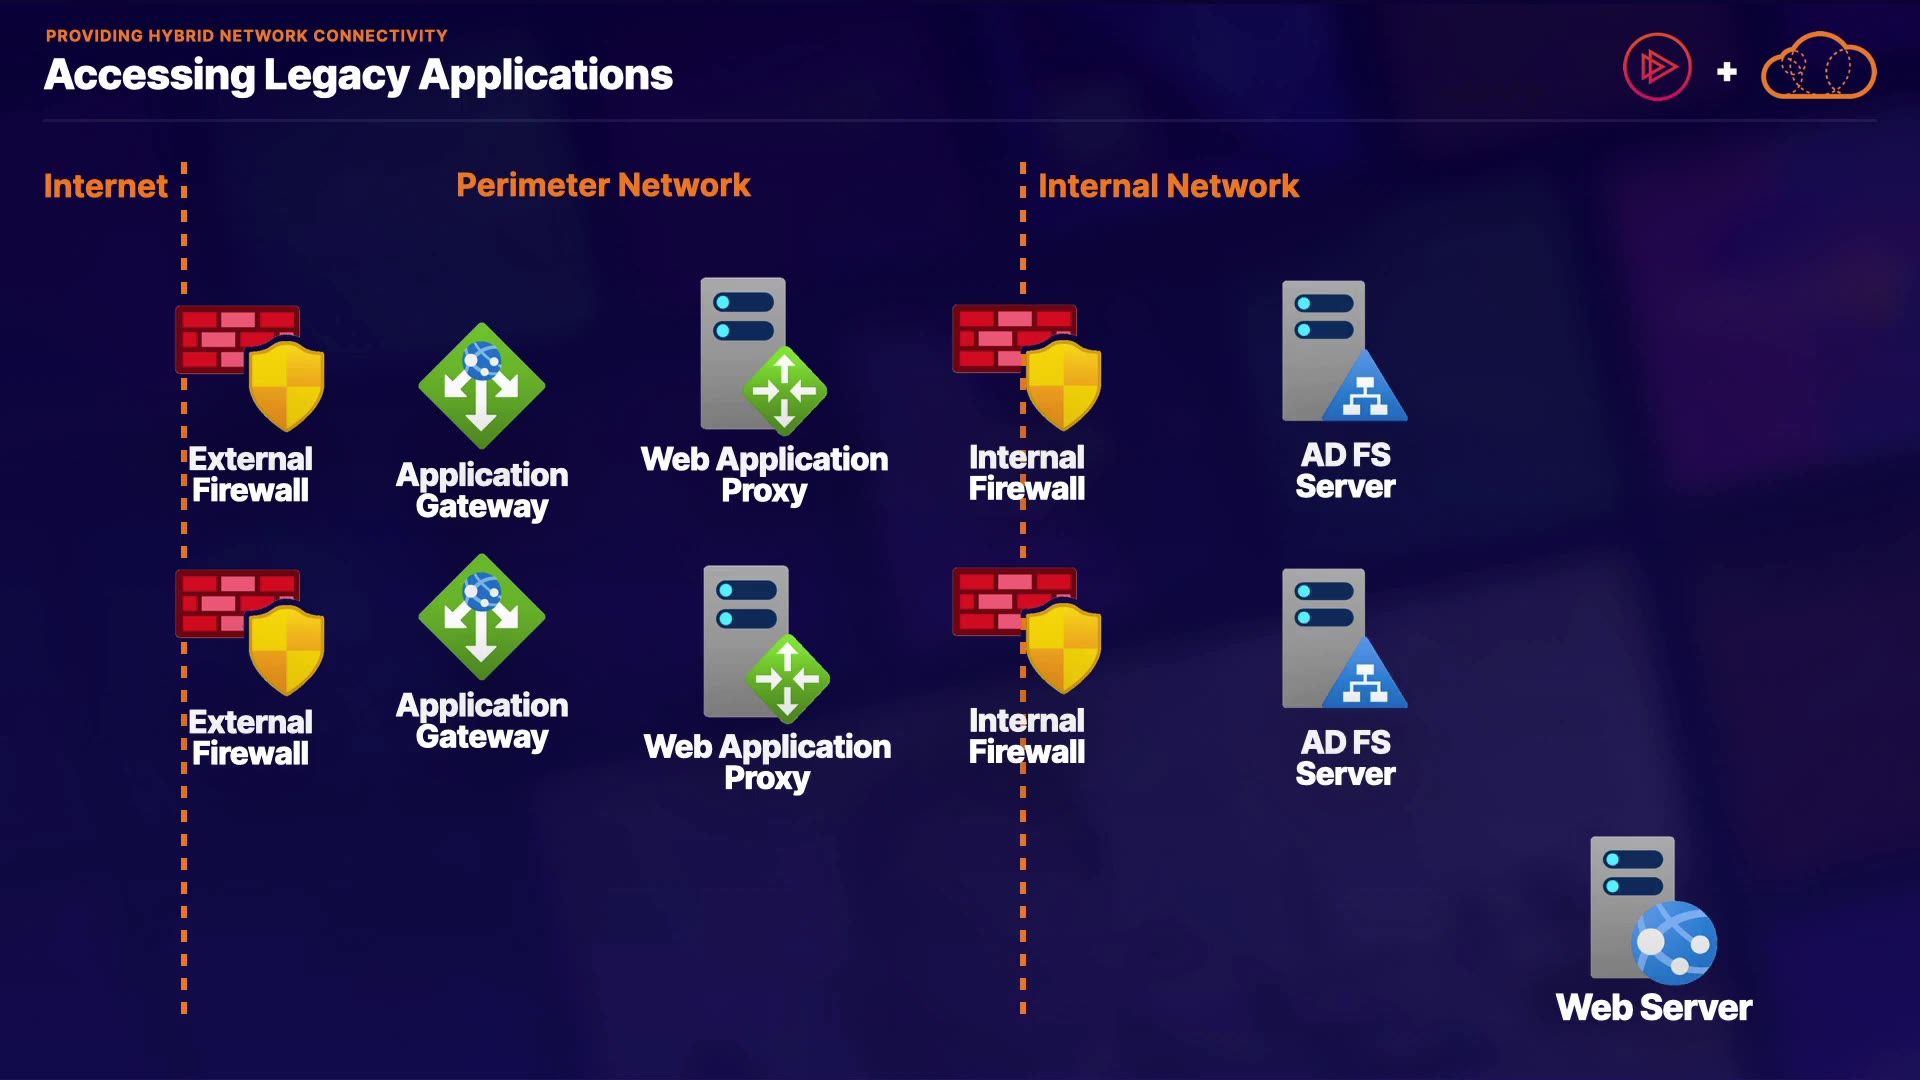 PROVIDING HYBRID NETWORK CONNECTIVITY
Accessing Legacy Applications
Internet
Perimeter Network
Internal Network
External
Firewall
Application
Gateway
Web Application
Proxy
Internal
Firewall
AD FS
Server
External
Firewall
Application
Gateway
Web Application
Proxy
Internal
Firewall
AD FS
Server
Web Server